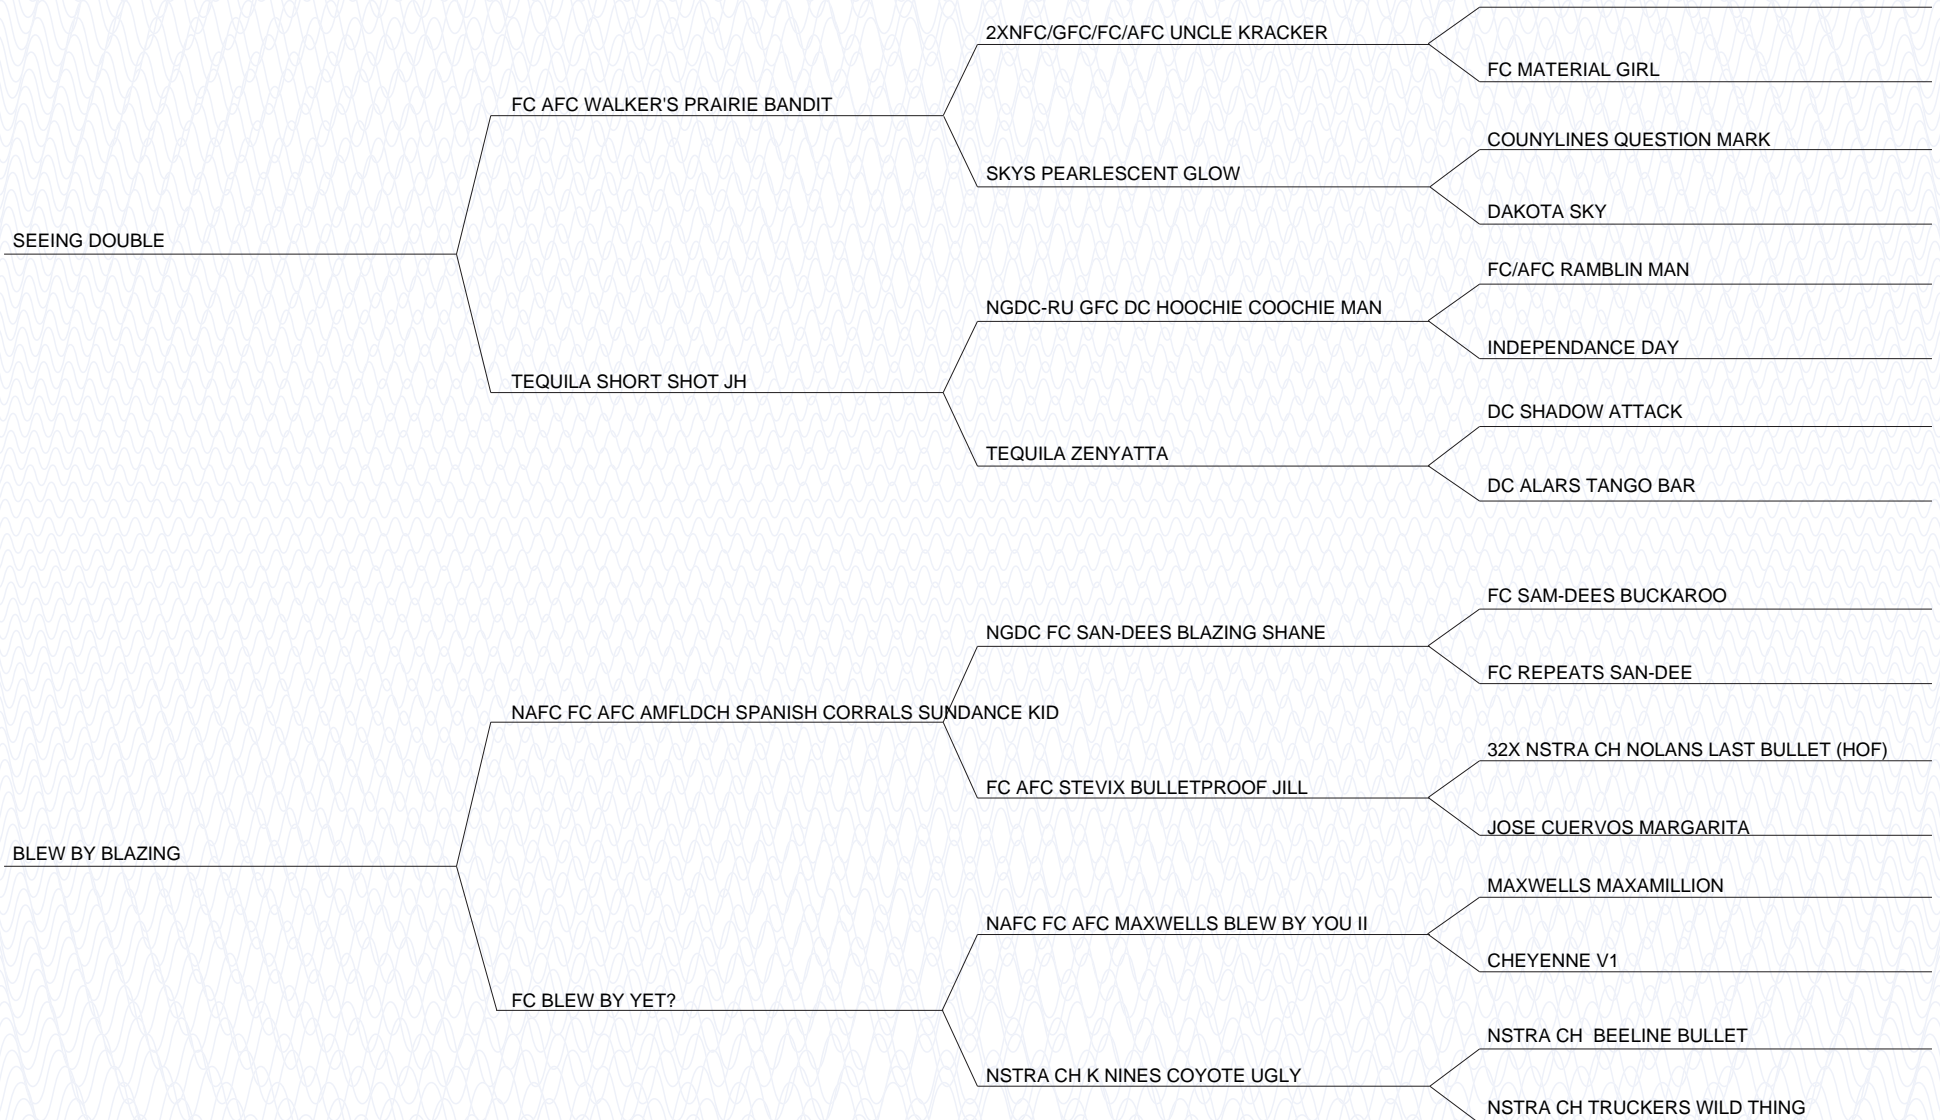 2XNFC/GFC/FC/AFC UNCLE KRACKER
FC MATERIAL GIRL
FC AFC WALKER'S PRAIRIE BANDIT
COUNYLINES QUESTION MARK
SKYS PEARLESCENT GLOW
DAKOTA SKY
SEEING DOUBLE
FC/AFC RAMBLIN MAN
NGDC-RU GFC DC HOOCHIE COOCHIE MAN
INDEPENDANCE DAY
TEQUILA SHORT SHOT JH
DC SHADOW ATTACK
TEQUILA ZENYATTA
DC ALARS TANGO BAR
FC SAM-DEES BUCKAROO
NGDC FC SAN-DEES BLAZING SHANE
FC REPEATS SAN-DEE
NAFC FC AFC AMFLDCH SPANISH CORRALS SUNDANCE KID
32X NSTRA CH NOLANS LAST BULLET (HOF)
FC AFC STEVIX BULLETPROOF JILL
JOSE CUERVOS MARGARITA
BLEW BY BLAZING
MAXWELLS MAXAMILLION
NAFC FC AFC MAXWELLS BLEW BY YOU II
CHEYENNE V1
FC BLEW BY YET?
NSTRA CH  BEELINE BULLET
NSTRA CH K NINES COYOTE UGLY
NSTRA CH TRUCKERS WILD THING